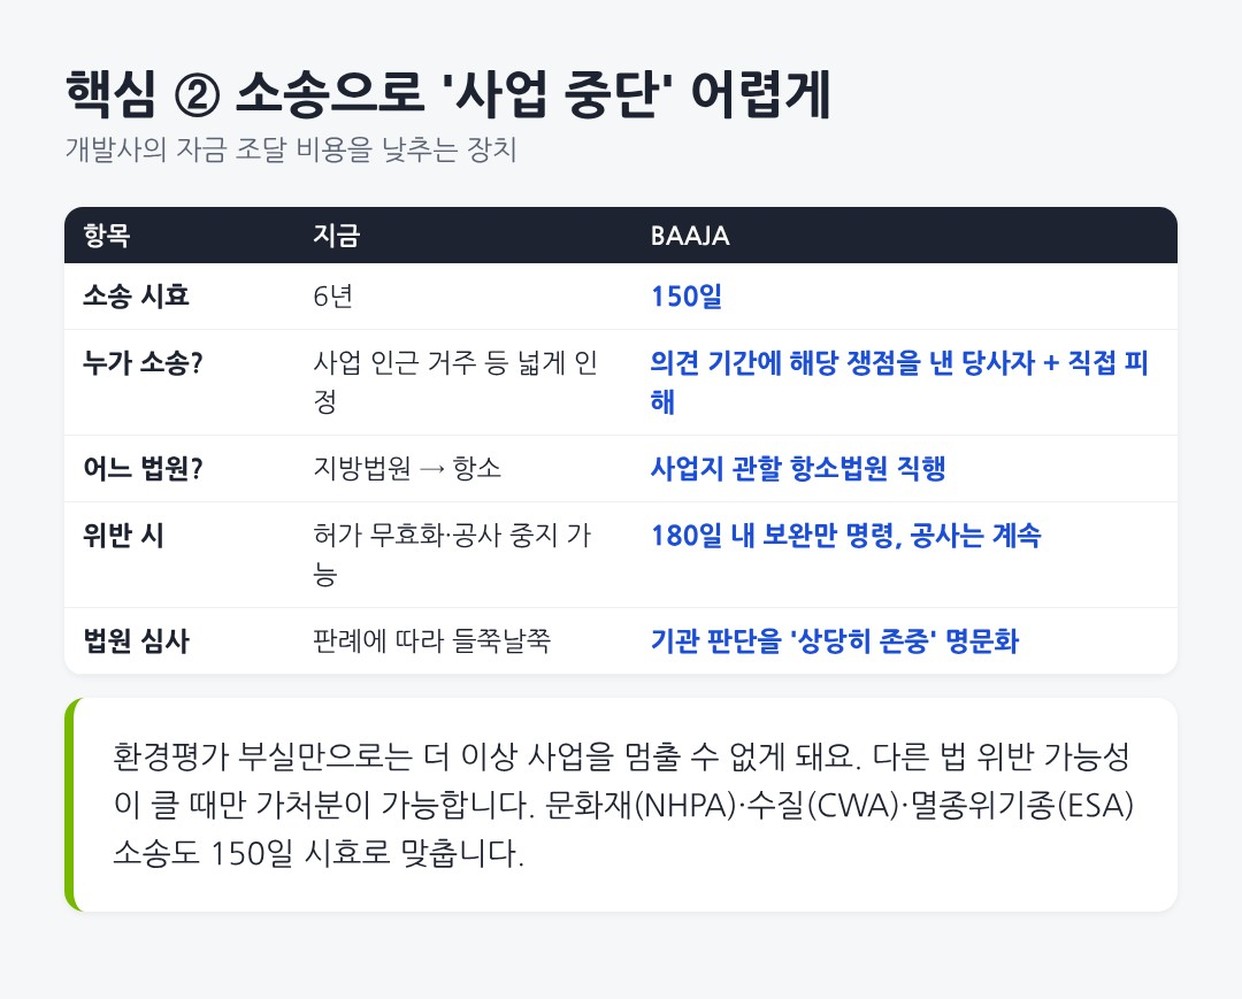 핵심 ② 소송으로 '사업 중단' 어렵게
개발사의 자금 조달 비용을 낮추는 장치
항목 지금 BAAJA
소송 시효 6년 150일
누가 소송? 사업 인근 거주 등 넓게 인 의견 기간에 해당 쟁점을 낸 당사자 + 직접 피
정 해
어느 법원? 지방법원 → 항소 사업지 관할 항소법원 직행
위반 시 허가 무효화·공사 중지 가 180일 내 보완만 명령, 공사는 계속
능
법원 심사 판례에 따라 들쭉날쭉 기관 판단을 '상당히 존중' 명문화
환경평가 부실만으로는 더 이상 사업을 멈출 수 없게 돼요. 다른 법 위반 가능성
이 클 때만 가처분이 가능합니다. 문화재(NHPA)·수질(CWA)·멸종위기종(ESA)
소송도 150일 시효로 맞춥니다.